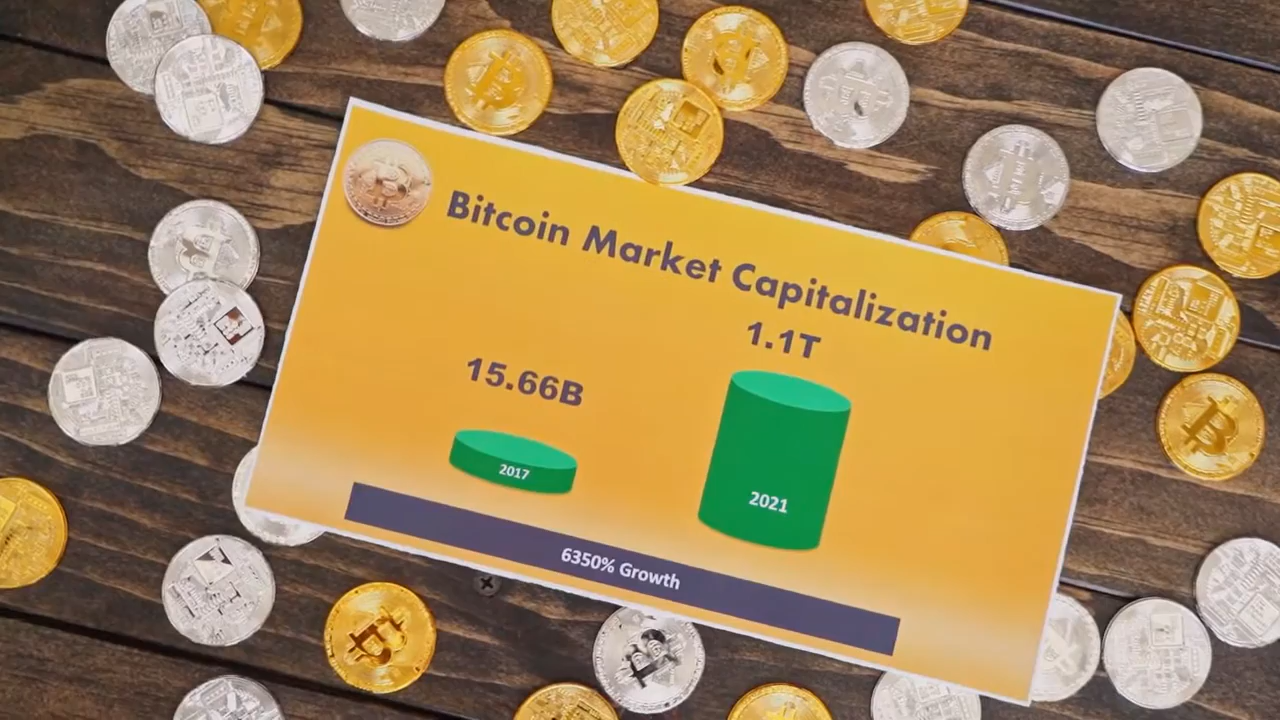 Bitcoin Market Capitalization
1.1T
15.66B
2017
2021
6350% Growth